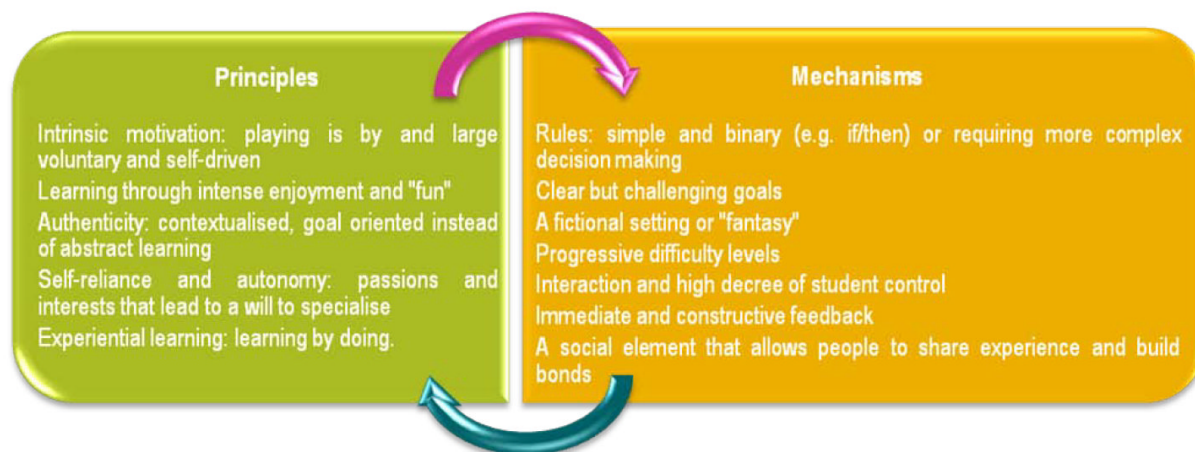 Principles
Intrinsic motivation: playing is by and large
voluntary and self-driven
Learning through intense enjoyment and "fun"
Authenticity: contextualised, goal oriented instead
of abstract learning
Self-reliance and autonomy: passions and
interests that lead to a will to specialise
Experiential learning: learning by doing.
Mechanisms
Rules: simple and binary (e.g. if/then) or requiring more complex
decision making
Clear but challenging goals
A fictional setting or "fantasy"
Progressive difficulty levels
Interaction and high decree of student control
Immediate and constructive feedback
A social element that allows people to share experience and build
bonds